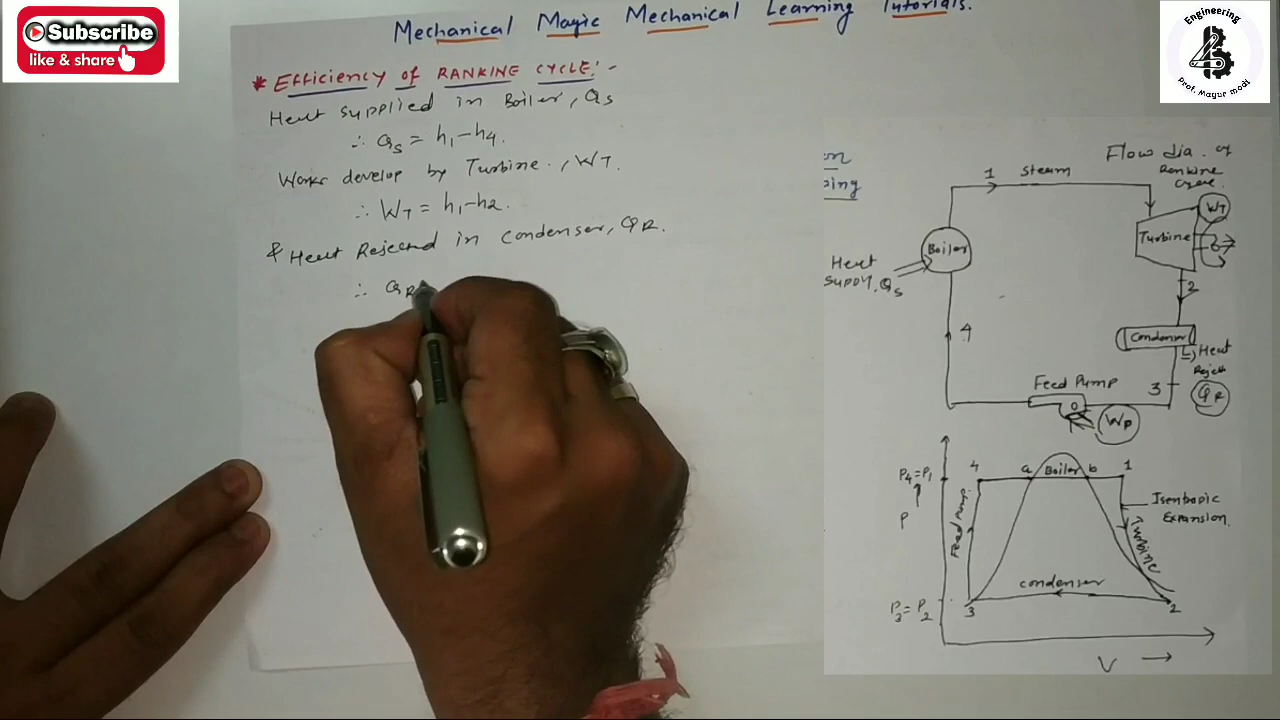 Mechanical Magic Mechanical Learning Tutorials.
Subscribe
like & share
Engineering
Prof. Mayur modi
* Efficiency of RANKINE CYCLE:-
Heat supplied in Boiler, Qs
∴ Qs = h1-h4.
Work develop by Turbine., WT.
∴ WT = h1-h2.
& Heat Rejected in Condenser, QR.
∴ QR
on
ping
Flow dia. of
Rankine
Cycle.
1 Steam
WT
Turbine
Boiler
Heat
supply. Qs
2
4
Condenser
Heat
Reject
QR
3
Feed Pump
WP
P4=P1
4 a Boiler b 1
Isentropic
Expansion.
P
Feed Pump.
Turbine
condenser
P3=P2
3
2
V